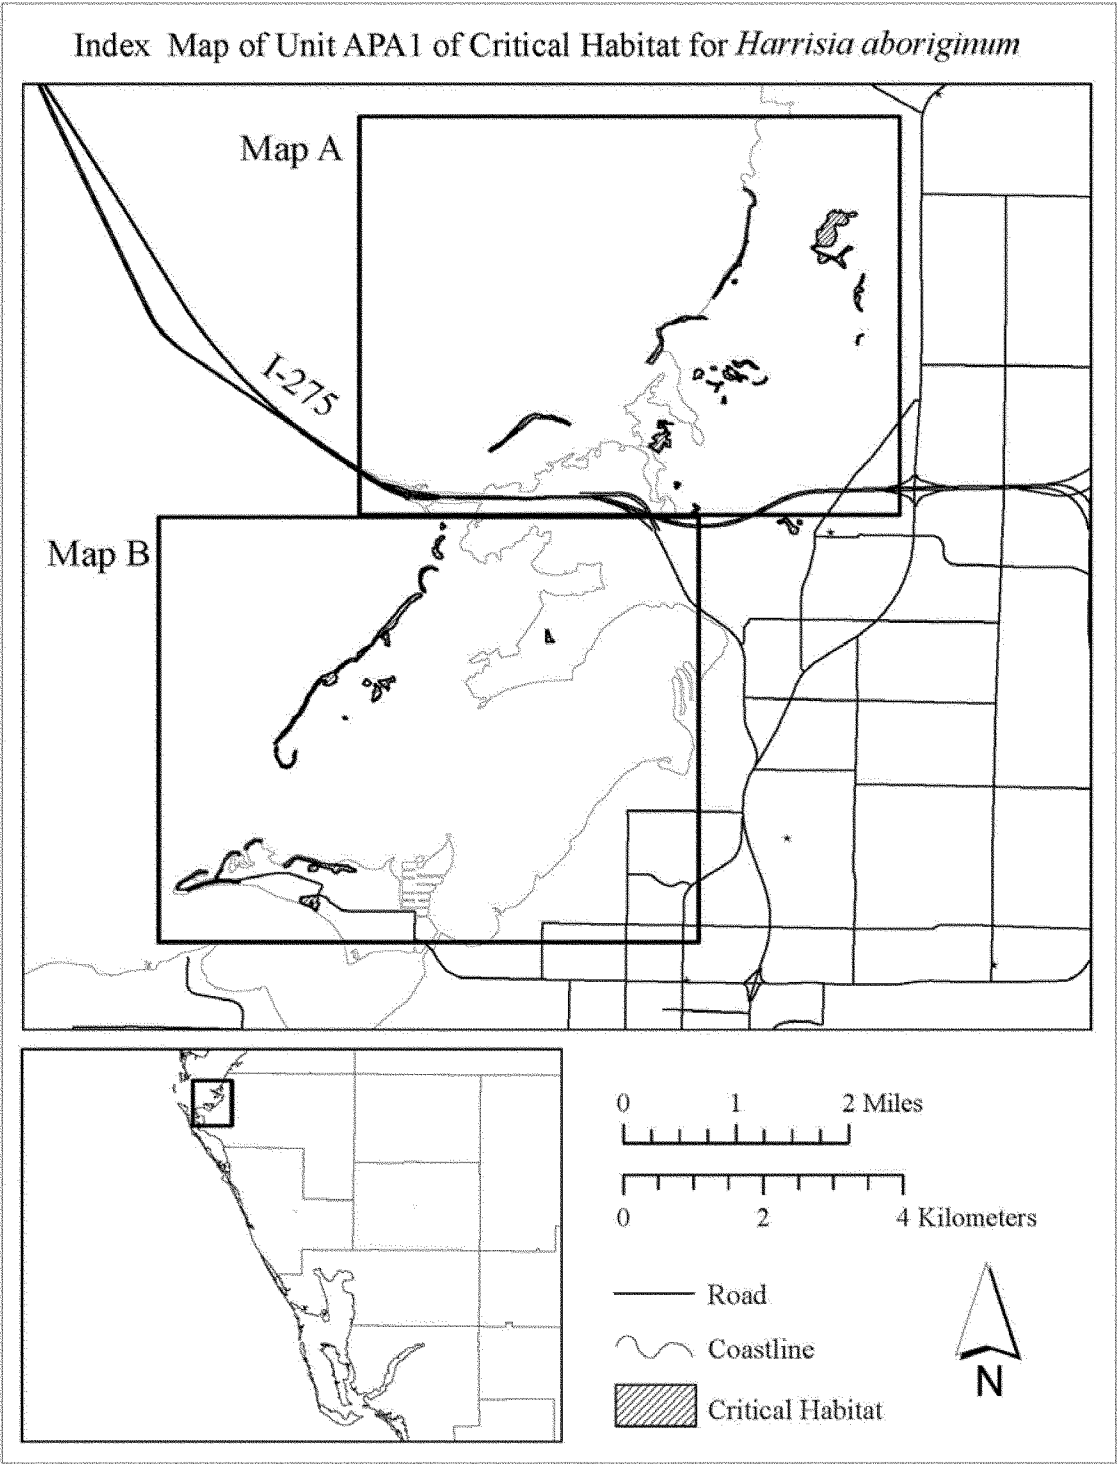 Index Map of Unit APA1 of Critical Habitat for Harrisia aboriginum
Map A
I-275
Map B
0 1 2 Miles
0 2 4 Kilometers
Road
Coastline
Critical Habitat
N